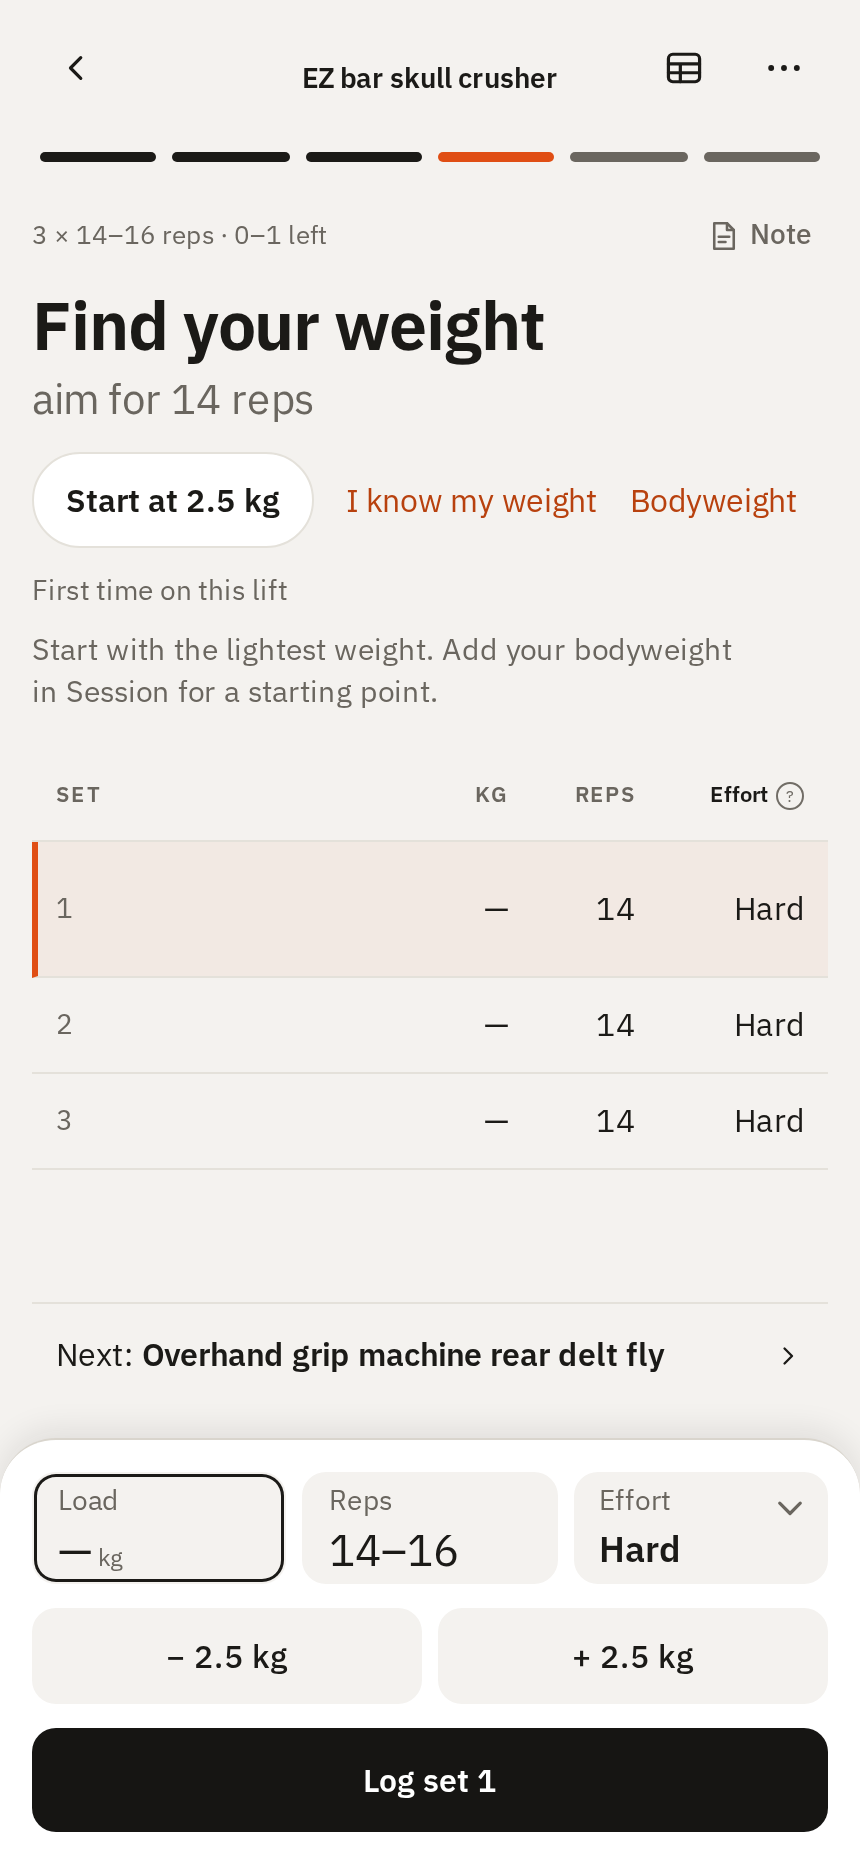 EZ bar skull crusher
3 × 14–16 reps · 0–1 left
Note
Find your weight
aim for 14 reps
Start at 2.5 kg
I know my weight
Bodyweight
First time on this lift
Start with the lightest weight. Add your bodyweight
in Session for a starting point.
SET KG REPS Effort ?
1 — 14 Hard
2 — 14 Hard
3 — 14 Hard
Next: Overhand grip machine rear delt fly
Load Reps Effort
— kg 14–16 Hard
− 2.5 kg + 2.5 kg
Log set 1